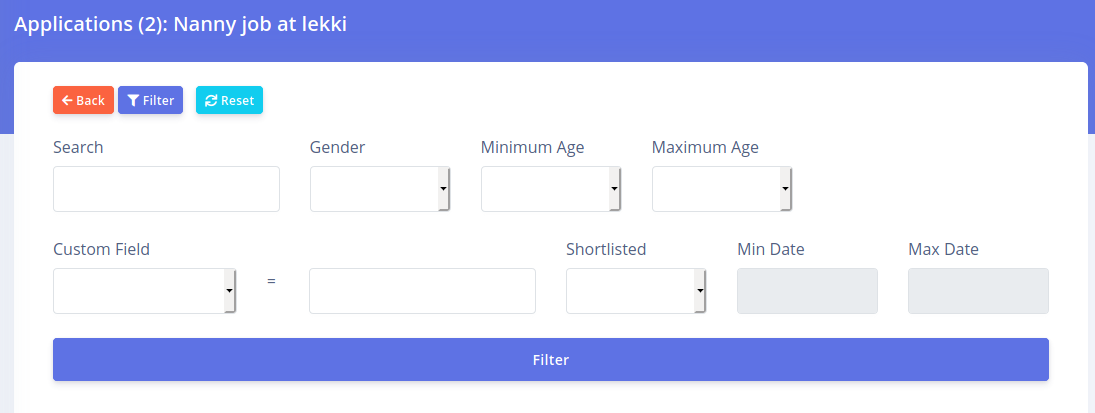 Applications (2): Nanny job at lekki
Back Filter Reset
Search Gender Minimum Age Maximum Age
Custom Field Shortlisted Min Date Max Date
=
Filter